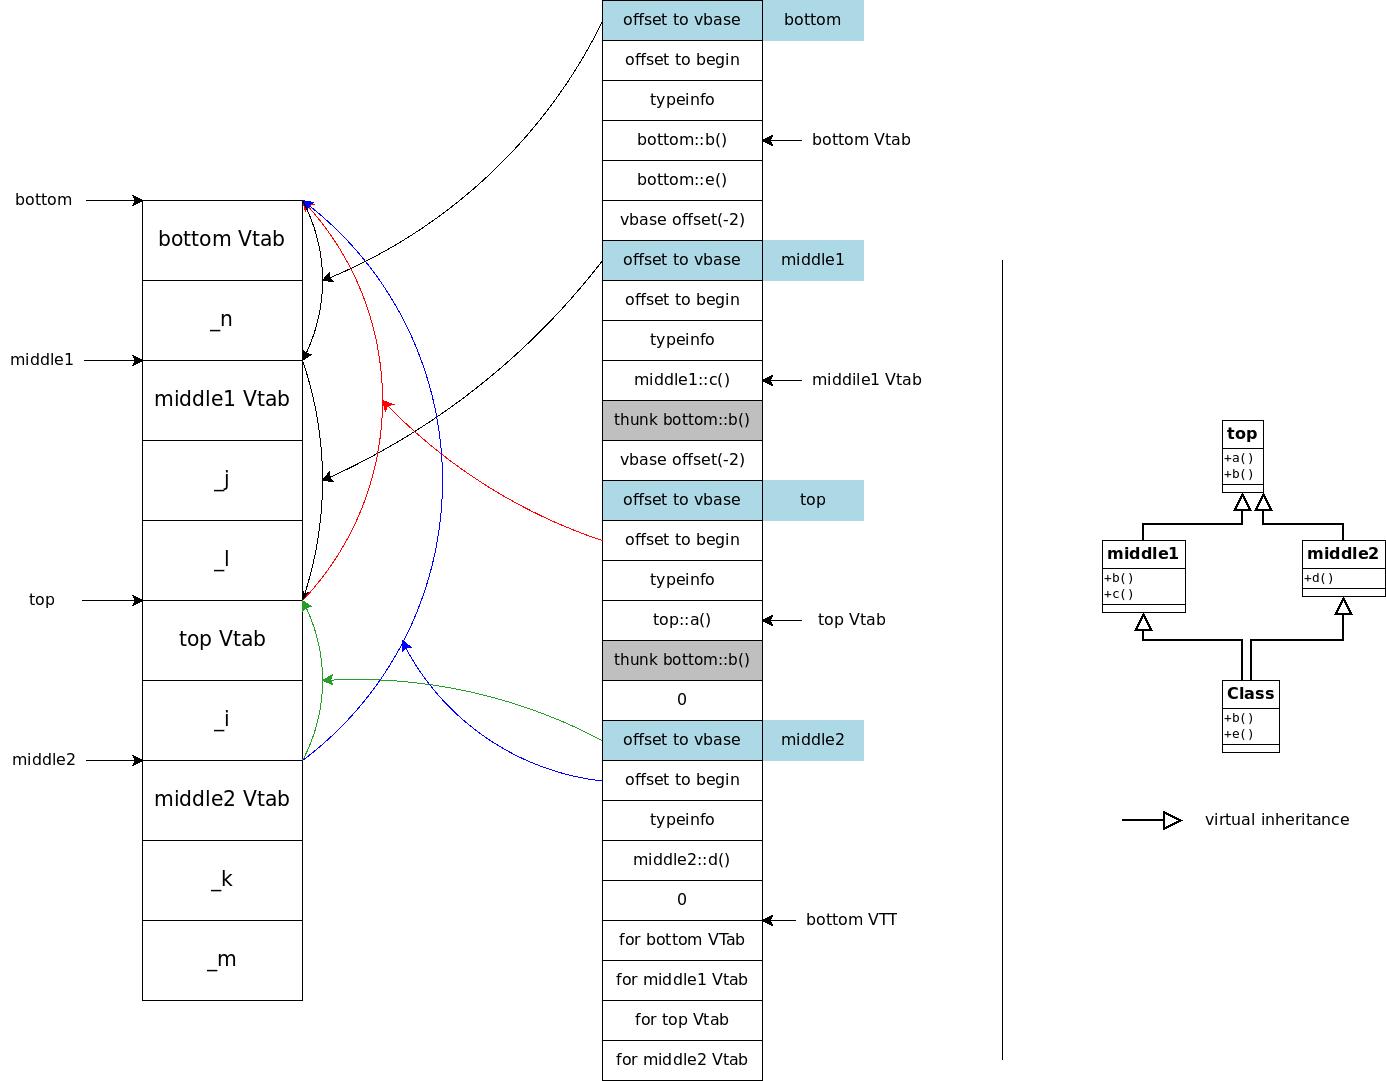 bottom
bottom Vtab
_n
middle1
middle1 Vtab
_j
_l
top
top Vtab
_i
middle2
middle2 Vtab
_k
_m
offset to vbase
bottom
offset to begin
typeinfo
bottom::b()
bottom Vtab
bottom::e()
vbase offset(-2)
offset to vbase
middle1
offset to begin
typeinfo
middle1::c()
middile1 Vtab
thunk bottom::b()
vbase offset(-2)
offset to vbase
top
offset to begin
typeinfo
top::a()
top Vtab
thunk bottom::b()
0
offset to vbase
middle2
offset to begin
typeinfo
middle2::d()
0
bottom VTT
for bottom VTab
for middle1 Vtab
for top Vtab
for middle2 Vtab
top
+a()
+b()
middle1
+b()
+c()
middle2
+d()
Class
+b()
+e()
virtual inheritance